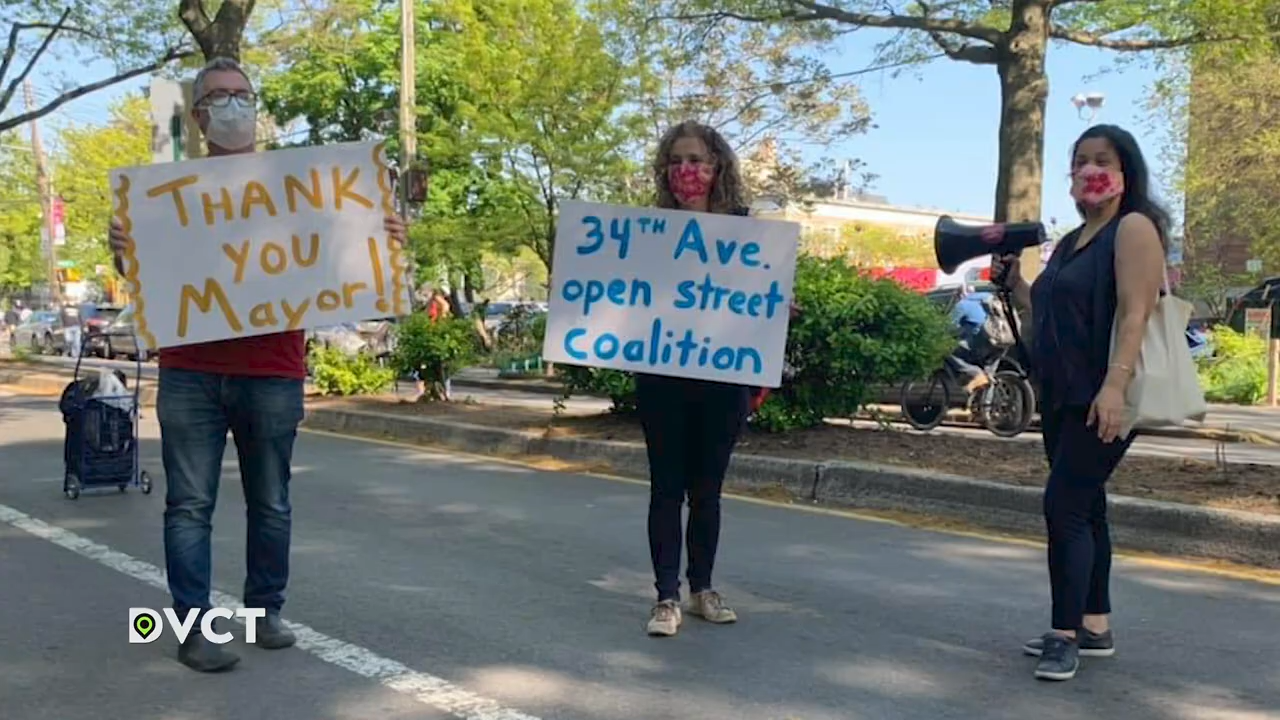 THANK
YOU
Mayor!
34TH Ave.
open street
Coalition
DVCT